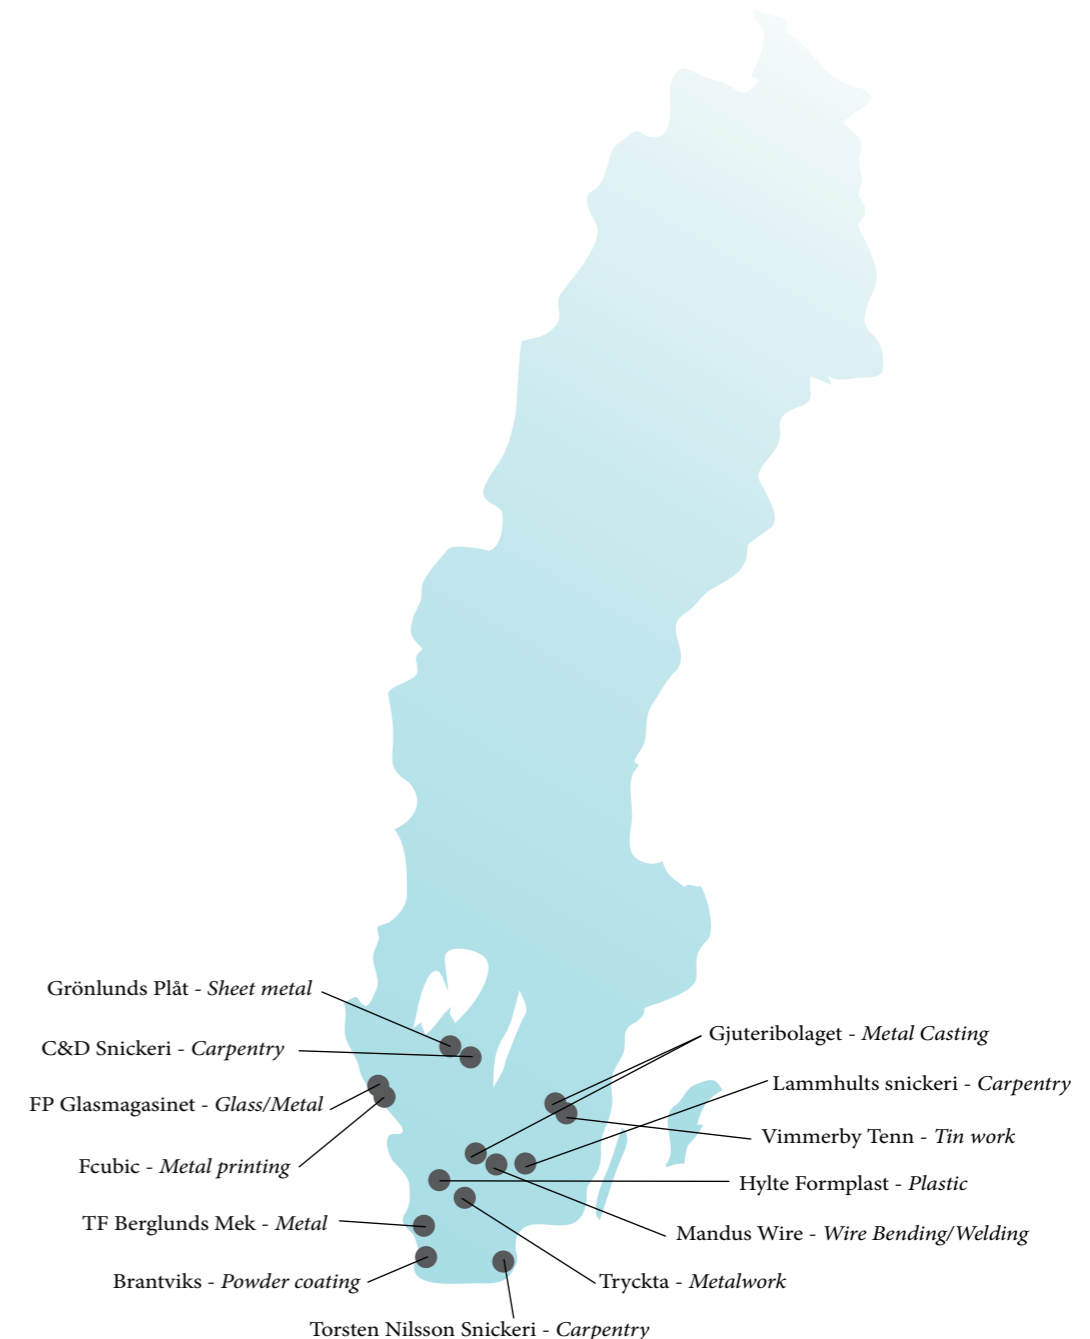 Grönlunds Plåt - Sheet metal
C&D Snickeri - Carpentry
FP Glasmagasinet - Glass/Metal
Fcubic - Metal printing
TF Berglunds Mek - Metal
Brantviks - Powder coating
Torsten Nilsson Snickeri - Carpentry
Gjuteribolaget - Metal Casting
Lammhults snickeri - Carpentry
Vimmerby Tenn - Tin work
Hylte Formplast - Plastic
Mandus Wire - Wire Bending/Welding
Tryckta - Metalwork